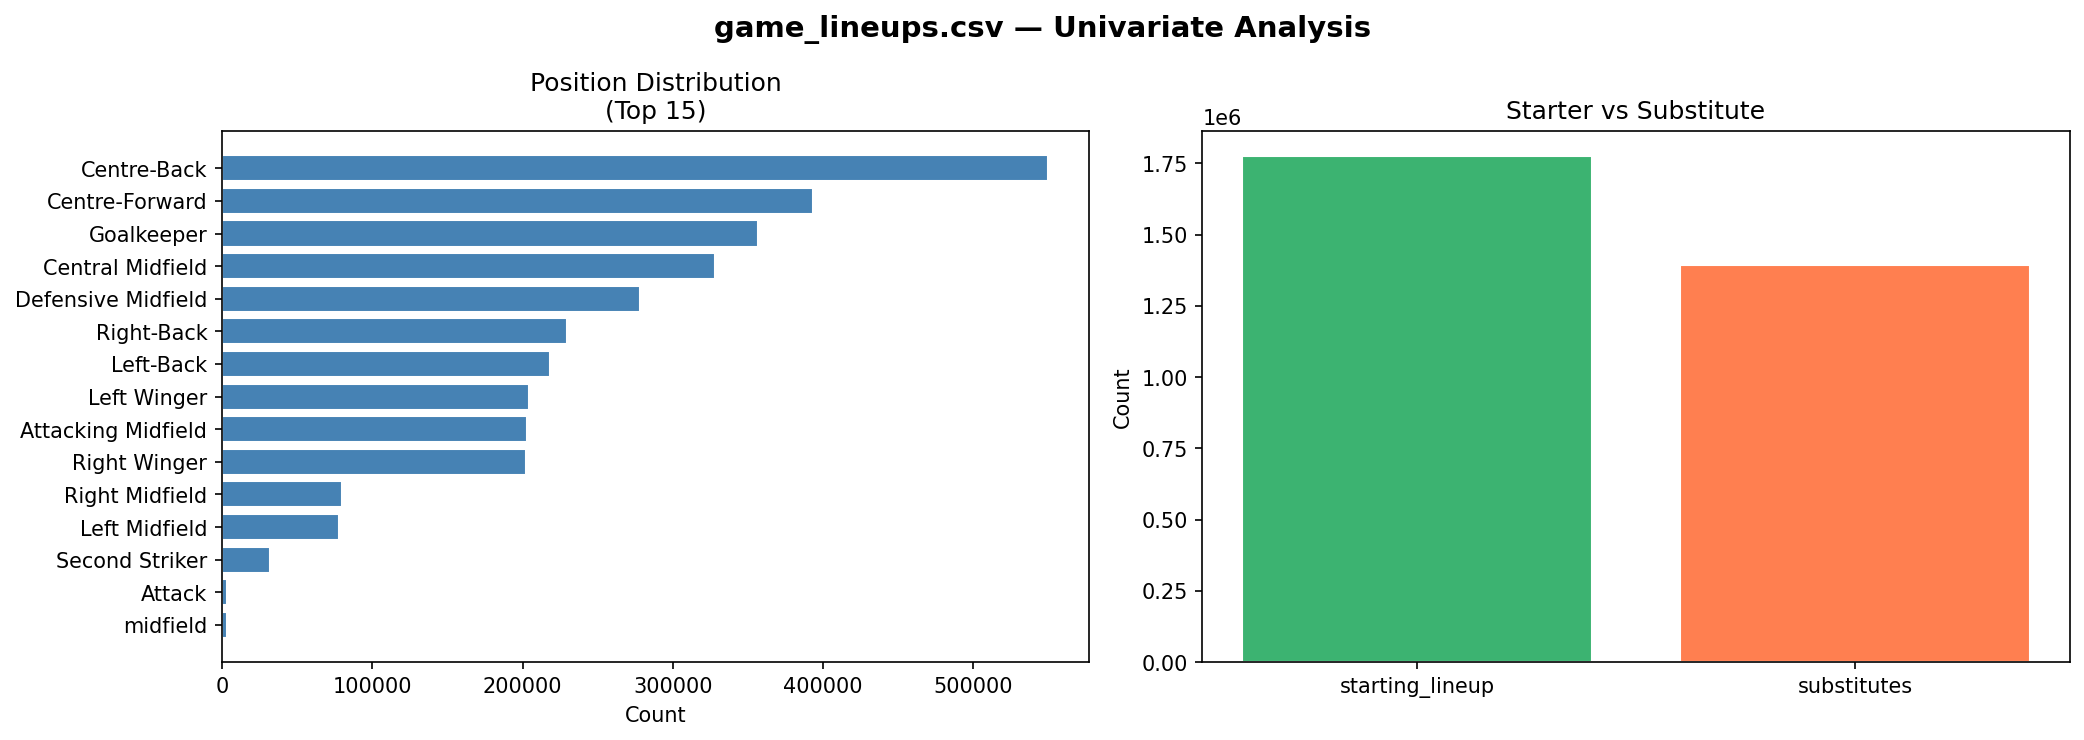 game_lineups.csv — Univariate Analysis
Position Distribution
(Top 15)
Centre-Back
Centre-Forward
Goalkeeper
Central Midfield
Defensive Midfield
Right-Back
Left-Back
Left Winger
Attacking Midfield
Right Winger
Right Midfield
Left Midfield
Second Striker
Attack
midfield
0 100000 200000 300000 400000 500000
Count
Starter vs Substitute
1e6
1.75
1.50
1.25
1.00
0.75
0.50
0.25
0.00
Count
starting_lineup substitutes